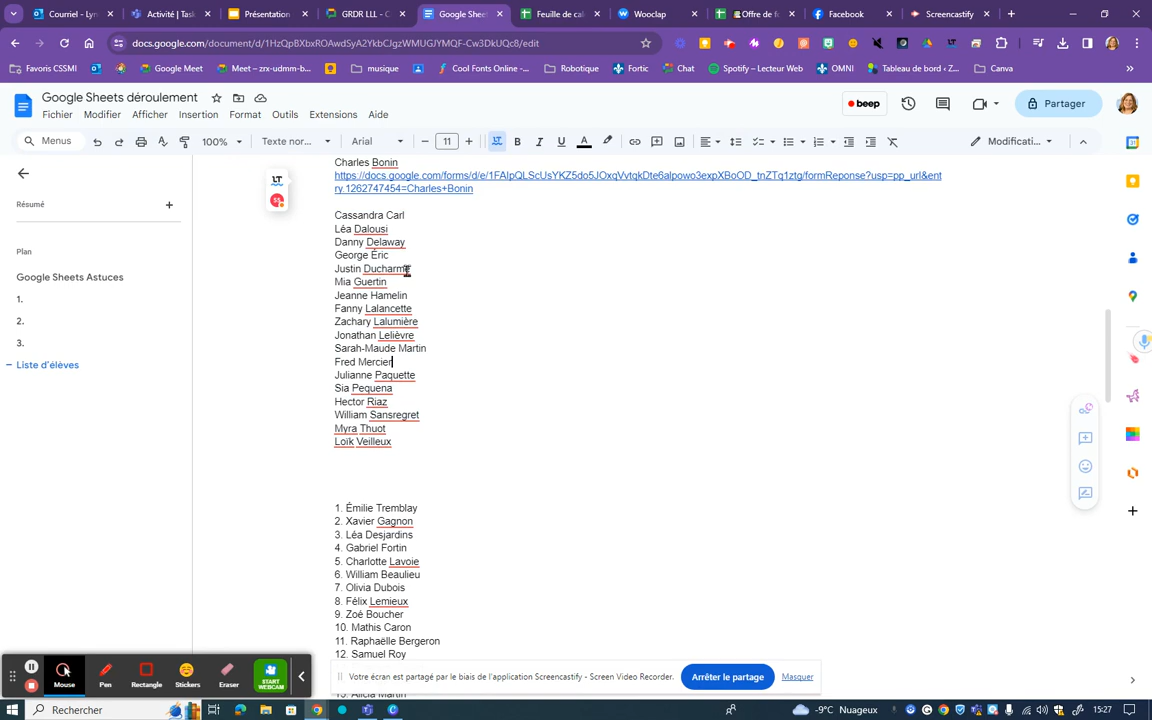 Courriel - Lyn
Activité | Task
Présentation
GRDR LLL - C
Google Sheet
Feuille de cal
Wooclap
Offre de fo
Facebook
Screencastify
docs.google.com/document/d/1HzQpBXbxROAwdSyA2YkbCJgzWMUGJYMQF-Cw3DkUQc8/edit
Favoris CSSMI
Google Meet
Meet – zrx-udmm-b...
musique
Cool Fonts Online -...
Robotique
Fortic
Chat
Spotify – Lecteur Web
OMNI
Tableau de bord ‹ Z...
Canva
Google Sheets déroulement
Fichier Modifier Afficher Insertion Format Outils Extensions Aide
beep
Partager
Menus
100%
Texte norm...
Arial
11
Modificati...
Résumé
Plan
Google Sheets Astuces
1.
2.
3.
Liste d'élèves
Charles Bonin
https://docs.google.com/forms/d/e/1FAIpQLScUsYKZ5do5JOxqVvtqkDte6alpowo3expXBoOD_tnZTq1ztg/formReponse?usp=pp_url&ent
ry.1262747454=Charles+Bonin
Cassandra Carl
Léa Dalousi
Danny Delaway
George Éric
Justin Ducharme
Mia Guertin
Jeanne Hamelin
Fanny Lalancette
Zachary Lalumière
Jonathan Lelièvre
Sarah-Maude Martin
Fred Mercier
Julianne Paquette
Sia Pequena
Hector Riaz
William Sansregret
Myra Thuot
Loïk Veilleux
1. Émilie Tremblay
2. Xavier Gagnon
3. Léa Desjardins
4. Gabriel Fortin
5. Charlotte Lavoie
6. William Beaulieu
7. Olivia Dubois
8. Félix Lemieux
9. Zoé Boucher
10. Mathis Caron
11. Raphaëlle Bergeron
12. Samuel Roy
Mouse
Pen
Rectangle
Stickers
Eraser
START
WEBCAM
Votre écran est partagé par le biais de l'application Screencastify - Screen Video Recorder.
Arrêter le partage
Masquer
Rechercher
-9°C Nuageux
15:27